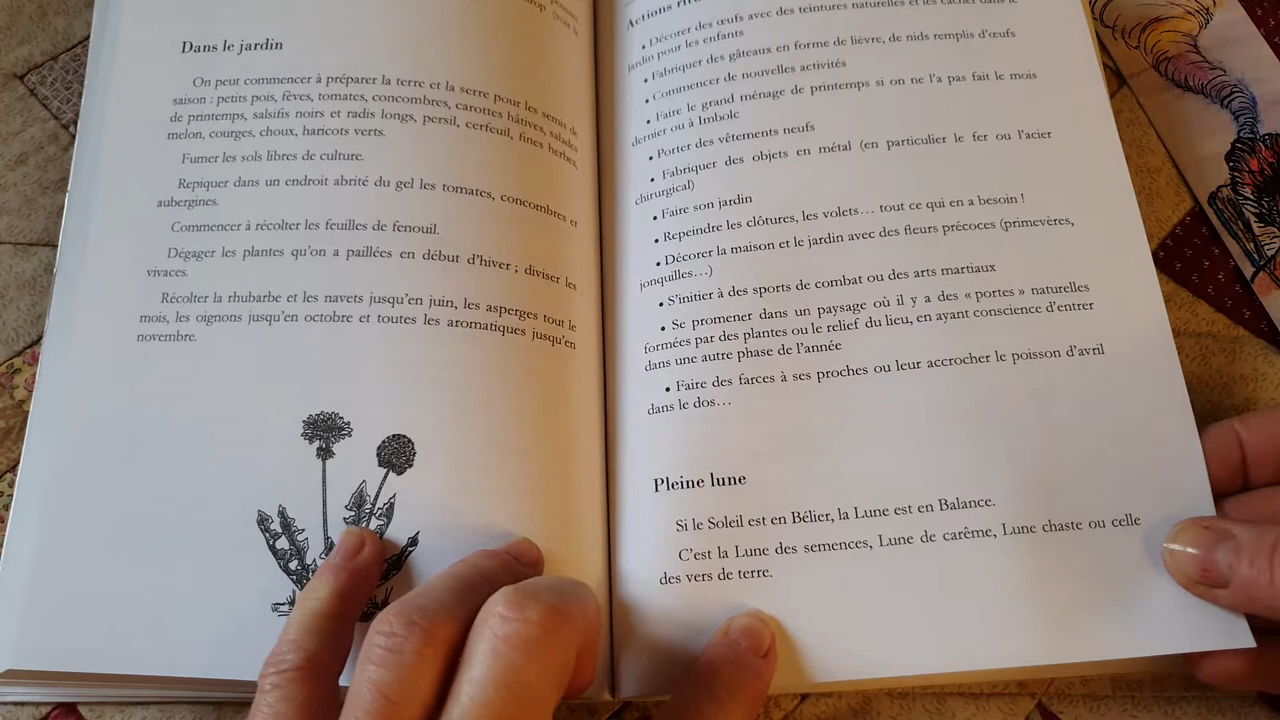 Dans le jardin
On peut commencer à préparer la terre et la serre pour les semis de
saison : petits pois, fèves, tomates, concombres, carottes hâtives, salades
de printemps, salsifis noirs et radis longs, persil, cerfeuil, fines herbes,
melon, courges, choux, haricots verts.
Fumer les sols libres de culture.
Repiquer dans un endroit abrité du gel les tomates, concombres et
aubergines.
Commencer à récolter les feuilles de fenouil.
Dégager les plantes qu'on a paillées en début d'hiver ; diviser les
vivaces.
Récolter la rhubarbe et les navets jusqu'en juin, les asperges tout le
mois, les oignons jusqu'en octobre et toutes les aromatiques jusqu'en
novembre.
Actions
• Décorer des œufs avec des teintures naturelles et les cacher dans le
jardin pour les enfants
• Fabriquer des gâteaux en forme de lièvre, de nids remplis d'œufs
• Commencer de nouvelles activités
• Faire le grand ménage de printemps si on ne l'a pas fait le mois
dernier ou à Imbolc
• Porter des vêtements neufs
• Fabriquer des objets en métal (en particulier le fer ou l'acier
chirurgical)
• Faire son jardin
• Repeindre les clôtures, les volets… tout ce qui en a besoin !
• Décorer la maison et le jardin avec des fleurs précoces (primevères,
jonquilles…)
• S'initier à des sports de combat ou des arts martiaux
• Se promener dans un paysage où il y a des « portes » naturelles
formées par des plantes ou le relief du lieu, en ayant conscience d'entrer
dans une autre phase de l'année
• Faire des farces à ses proches ou leur accrocher le poisson d'avril
dans le dos…
Pleine lune
Si le Soleil est en Bélier, la Lune est en Balance.
C'est la Lune des semences, Lune de carême, Lune chaste ou celle
des vers de terre.